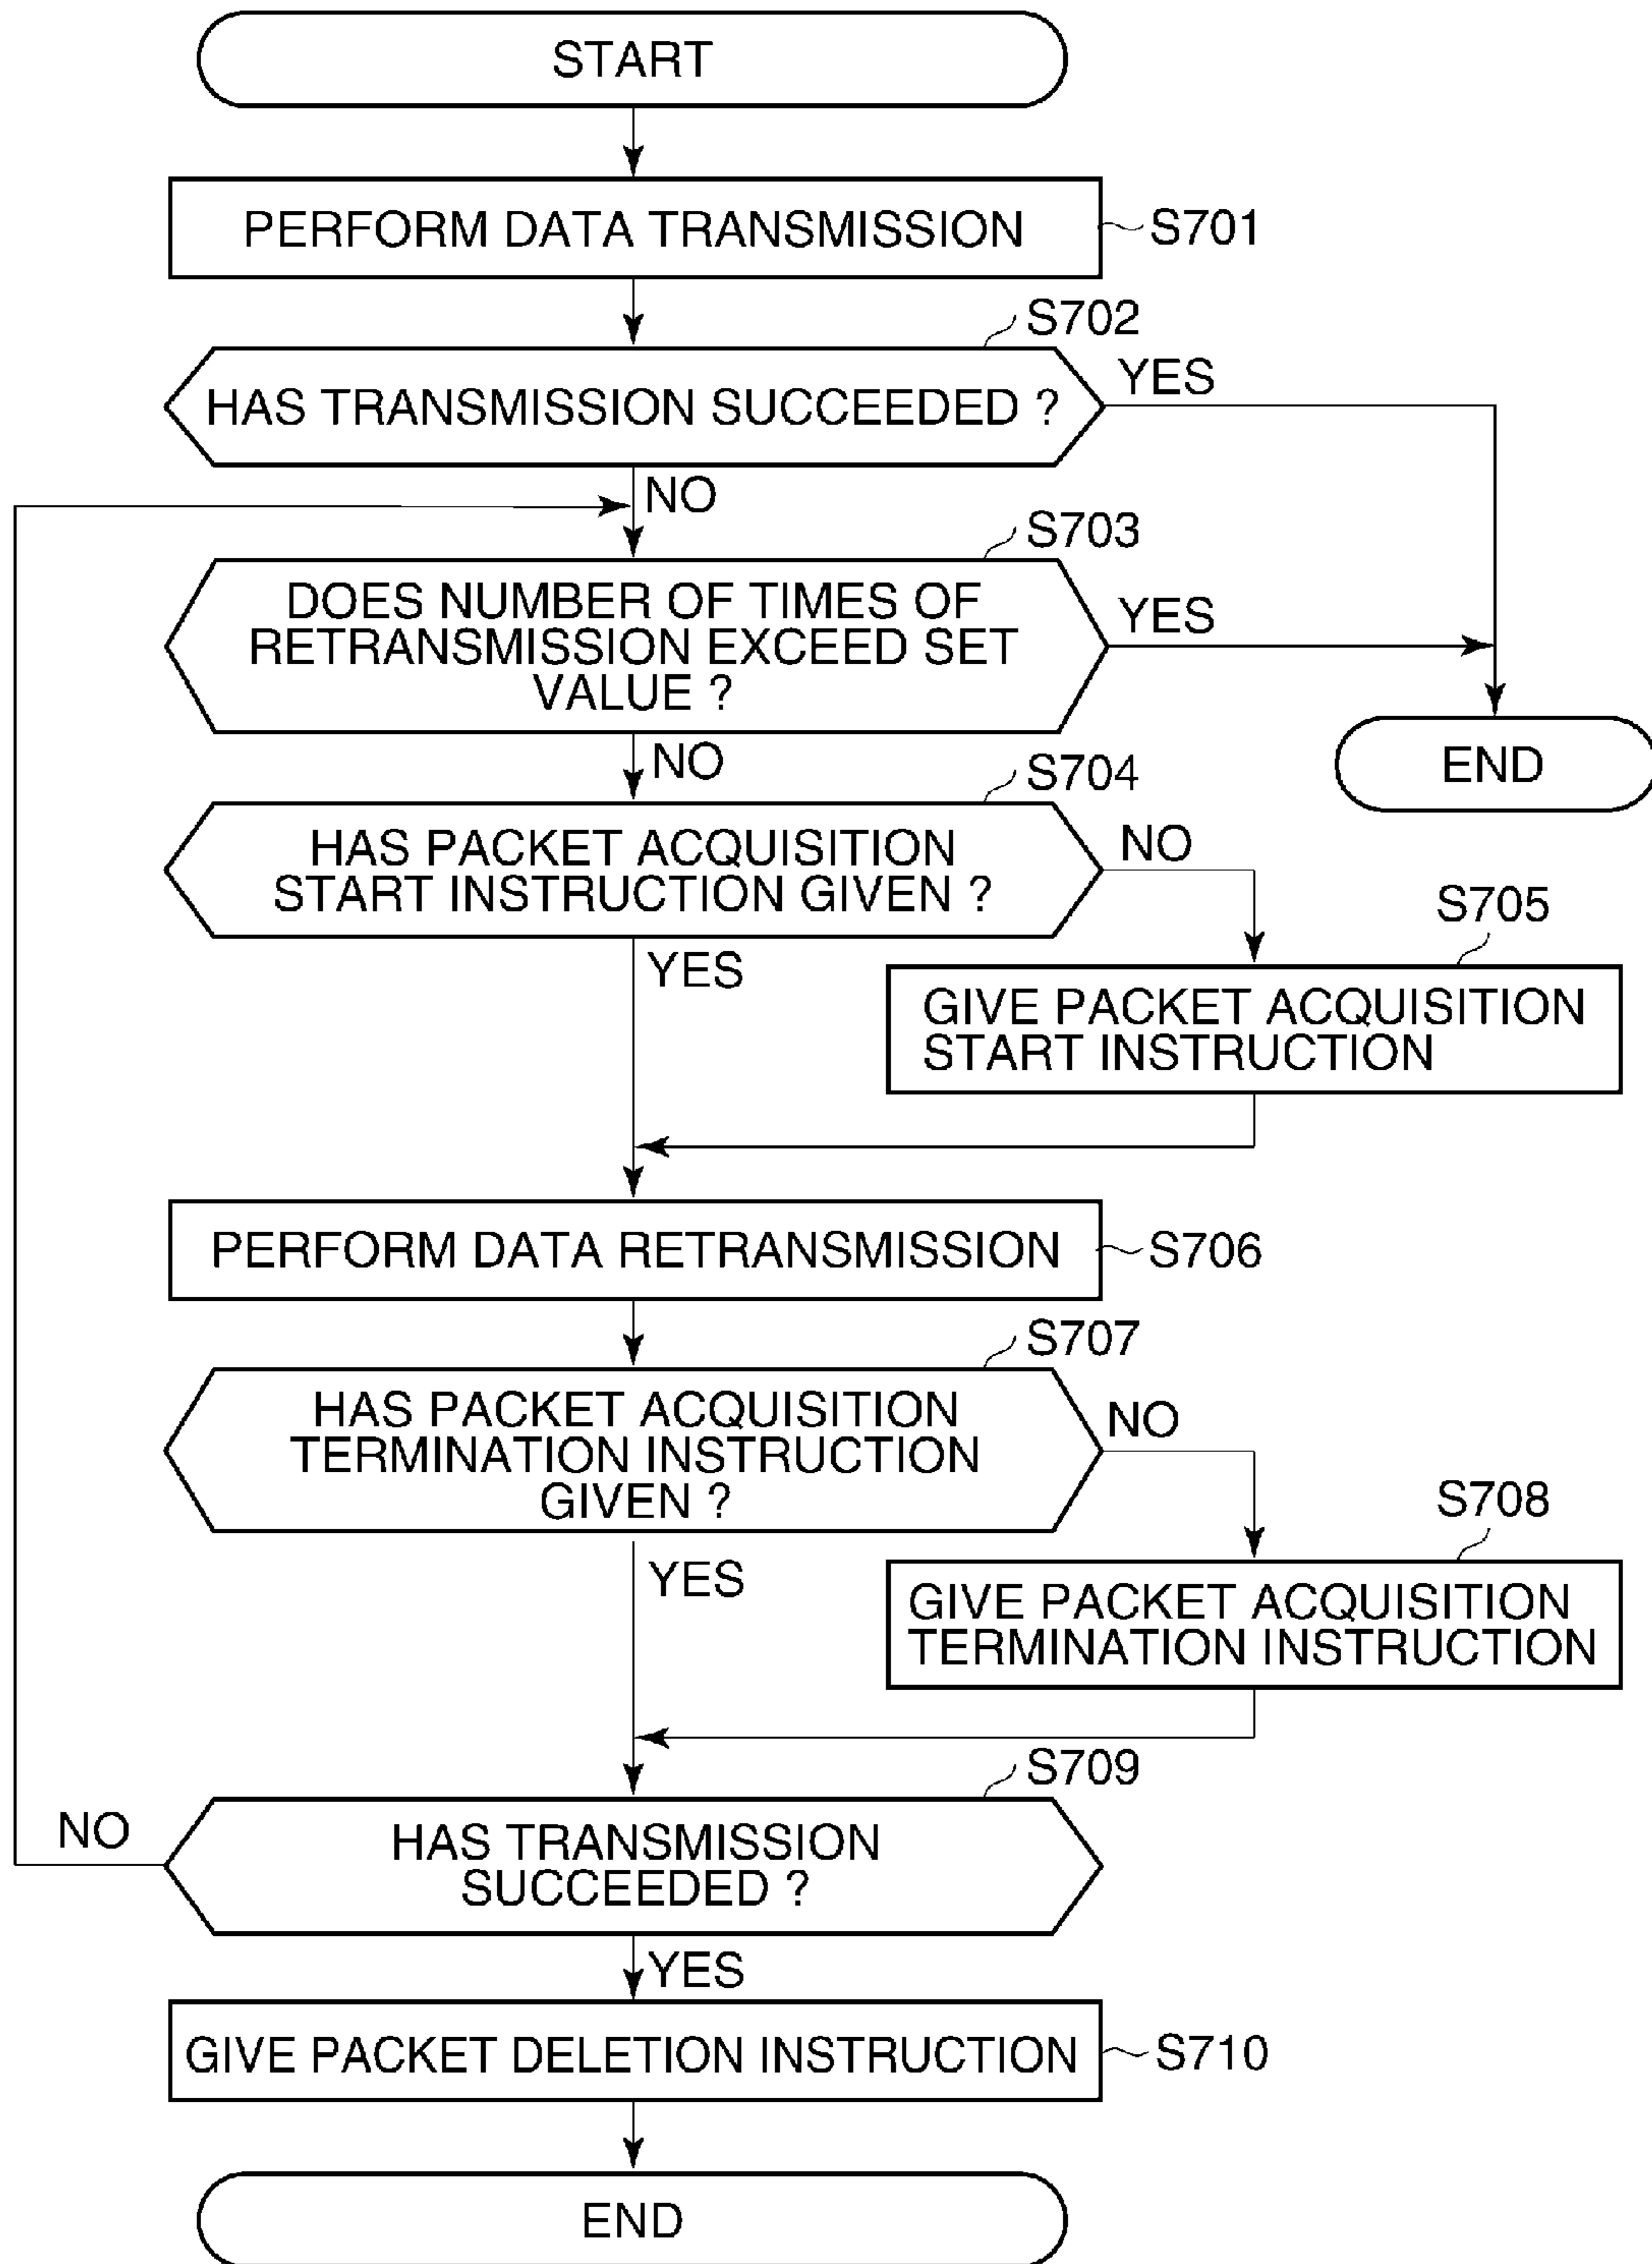 START
PERFORM DATA TRANSMISSION
S701
S702
HAS TRANSMISSION SUCCEEDED ?
YES
NO
S703
DOES NUMBER OF TIMES OF
RETRANSMISSION EXCEED SET
VALUE ?
YES
END
NO
S704
HAS PACKET ACQUISITION
START INSTRUCTION GIVEN ?
NO
YES
S705
GIVE PACKET ACQUISITION
START INSTRUCTION
PERFORM DATA RETRANSMISSION
S706
S707
HAS PACKET ACQUISITION
TERMINATION INSTRUCTION
GIVEN ?
NO
YES
S708
GIVE PACKET ACQUISITION
TERMINATION INSTRUCTION
S709
HAS TRANSMISSION
SUCCEEDED ?
NO
YES
GIVE PACKET DELETION INSTRUCTION
S710
END